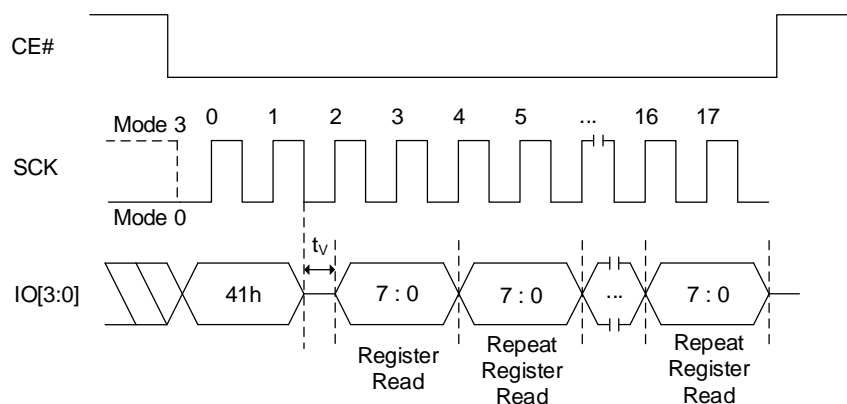 CE#
0 1 2 3 4 5 ... 16 17
Mode 3
SCK
Mode 0
tV
IO[3:0] 41h 7 : 0 7 : 0 ... 7 : 0
Register
Read
Repeat
Register
Read
Repeat
Register
Read